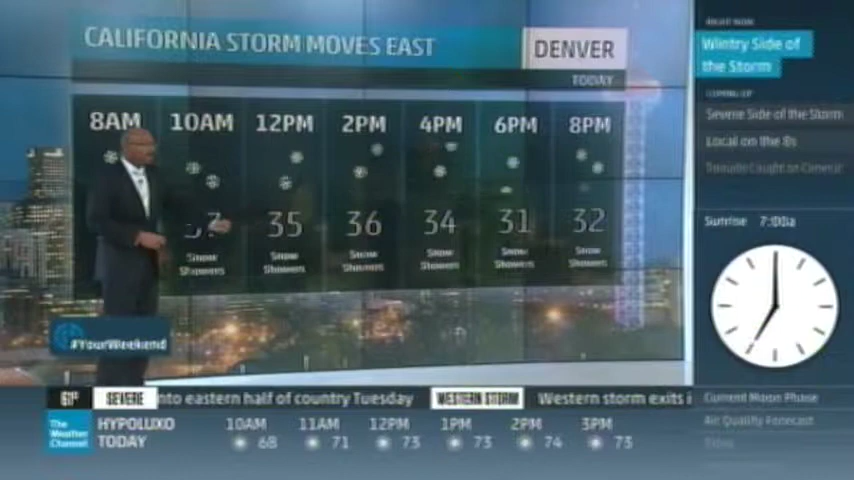 CALIFORNIA STORM MOVES EAST
DENVER
TODAY
8AM 10AM 12PM 2PM 4PM 6PM 8PM
35 36 34 31 32
Snow Showers Snow Showers Snow Showers Snow Showers Snow Showers Snow Showers
#YourWeekend
RIGHT NOW
Wintry Side of
the Storm
COMING UP
Severe Side of the Storm
Local on the 8s
Tornado Caught on Camera
Sunrise 7:00a
Current Moon Phase
Air Quality Forecast
61° SEVERE nto eastern half of country Tuesday WESTERN STORM Western storm exits i
The
Weather
Channel
HYPOLUXO 10AM 11AM 12PM 1PM 2PM 3PM
TODAY 68 71 73 73 74 73